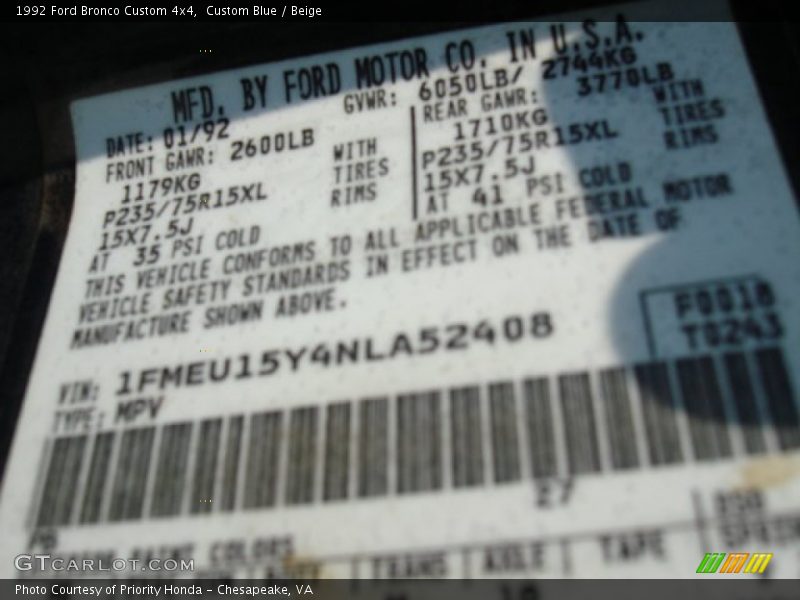 1992 Ford Bronco Custom 4x4,  Custom Blue / Beige
MFD. BY FORD MOTOR CO. IN U.S.A.
DATE: 01/92
GVWR: 6050LB/ 2744KG
FRONT GAWR: 2600LB
1179KG
WITH
P235/75R15XL
TIRES
15X7.5J
RIMS
AT 35 PSI COLD
REAR GAWR: 3770LB
1710KG
WITH
P235/75R15XL
TIRES
15X7.5J
RIMS
AT 41 PSI COLD
THIS VEHICLE CONFORMS TO ALL APPLICABLE FEDERAL MOTOR
VEHICLE SAFETY STANDARDS IN EFFECT ON THE DATE OF
MANUFACTURE SHOWN ABOVE.
F0018
T0243
VIN: 1FMEU15Y4NLA52408
TYPE: MPV
27
COLORS
TRANS
AXLE
TAPE
GTCARLOT.COM
Photo Courtesy of Priority Honda - Chesapeake, VA